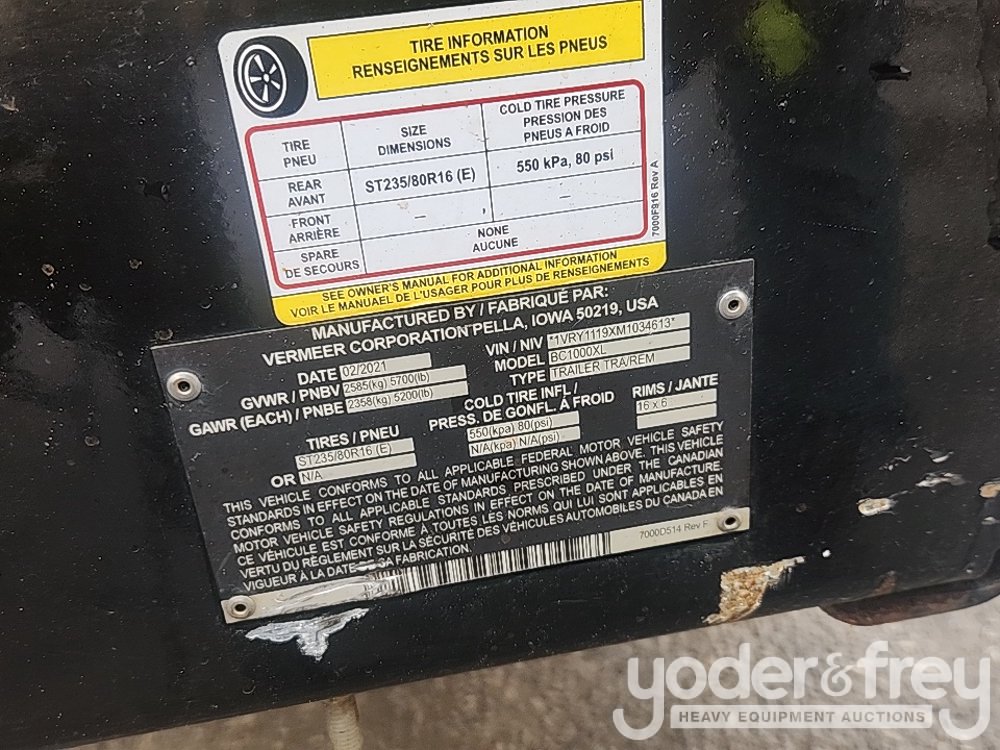 TIRE INFORMATION
RENSEIGNEMENTS SUR LES PNEUS
TIRE
PNEU
SIZE
DIMENSIONS
COLD TIRE PRESSURE
PRESSION DES
PNEUS A FROID
REAR
AVANT
ST235/80R16 (E)
550 kPa, 80 psi
FRONT
ARRIÈRE
–
–
SPARE
DE SECOURS
NONE
AUCUNE
7000F916 Rev A
SEE OWNER'S MANUAL FOR ADDITIONAL INFORMATION
VOIR LE MANUAEL DE L'USAGER POUR PLUS DE RENSEIGNEMENTS
MANUFACTURED BY / FABRIQUÉ PAR:
VERMEER CORPORATION PELLA, IOWA 50219, USA
DATE 02/2021
VIN / NIV *1VRY1119XM1034613*
GVWR / PNBV 2585(kg) 5700(lb)
MODEL BC1000XL
GAWR (EACH) / PNBE 2358(kg) 5200(lb)
TYPE TRAILER TRA/REM
TIRES / PNEU
COLD TIRE INFL /
PRESS. DE GONFL. À FROID
RIMS / JANTE
ST235/80R16 (E)
550(kpa) 80(psi)
16 x 6
OR N/A
N/A(kpa) N/A(psi)
THIS VEHICLE CONFORMS TO ALL APPLICABLE FEDERAL MOTOR VEHICLE SAFETY
STANDARDS IN EFFECT ON THE DATE OF MANUFACTURING SHOWN ABOVE. THIS VEHICLE
CONFORMS TO ALL APPLICABLE STANDARDS PRESCRIBED UNDER THE CANADIAN
MOTOR VEHICLE SAFETY REGULATIONS IN EFFECT ON THE DATE OF MANUFACTURE.
CE VÉHICULE EST CONFORME À TOUTES LES NORMS QUI LUI SONT APPLICABLES EN
VERTU DU RÈGLEMENT SUR LA SÉCURITÉ DES VÉHICULES AUTOMOBILES DU CANADA EN
VIGUEUR À LA DATE DE SA FABRICATION.
7000D514 Rev F
yoder&frey
HEAVY EQUIPMENT AUCTIONS